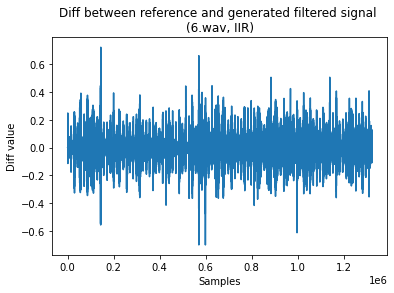 Diff between reference and generated filtered signal
(6.wav, IIR)
Diff value
0.6
0.4
0.2
0.0
−0.2
−0.4
−0.6
0.0 0.2 0.4 0.6 0.8 1.0 1.2
1e6
Samples